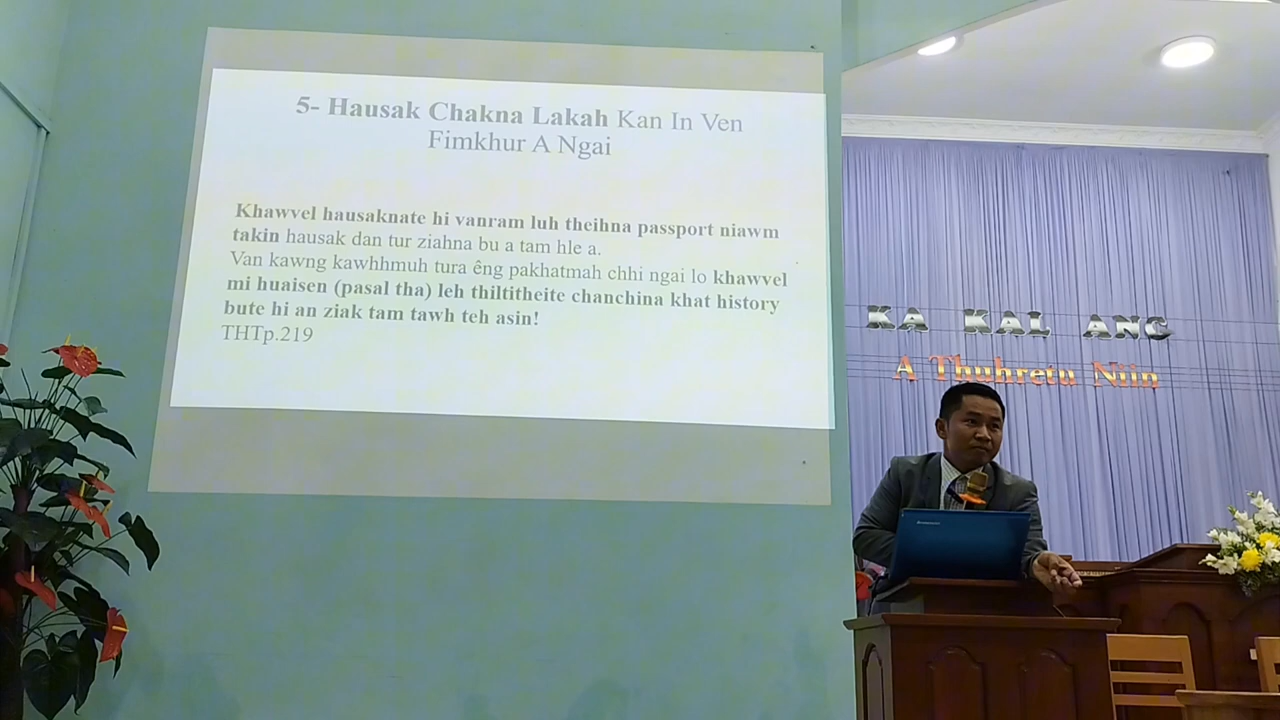 5- Hausak Chakna Lakah Kan In Ven
Fimkhur A Ngai
Khawvel hausaknate hi vanram luh theihna passport niawm
takin hausak dan tur ziahna bu a tam hle a.
Van kawng kawhhmuh tura êng pakhatmah chhi ngai lo khawvel
mi huaisen (pasal tha) leh thiltitheite chanchina khat history
bute hi an ziak tam tawh teh asin!
THTp.219
KA KAL ANG
A Thuhretu Niin
lenovo